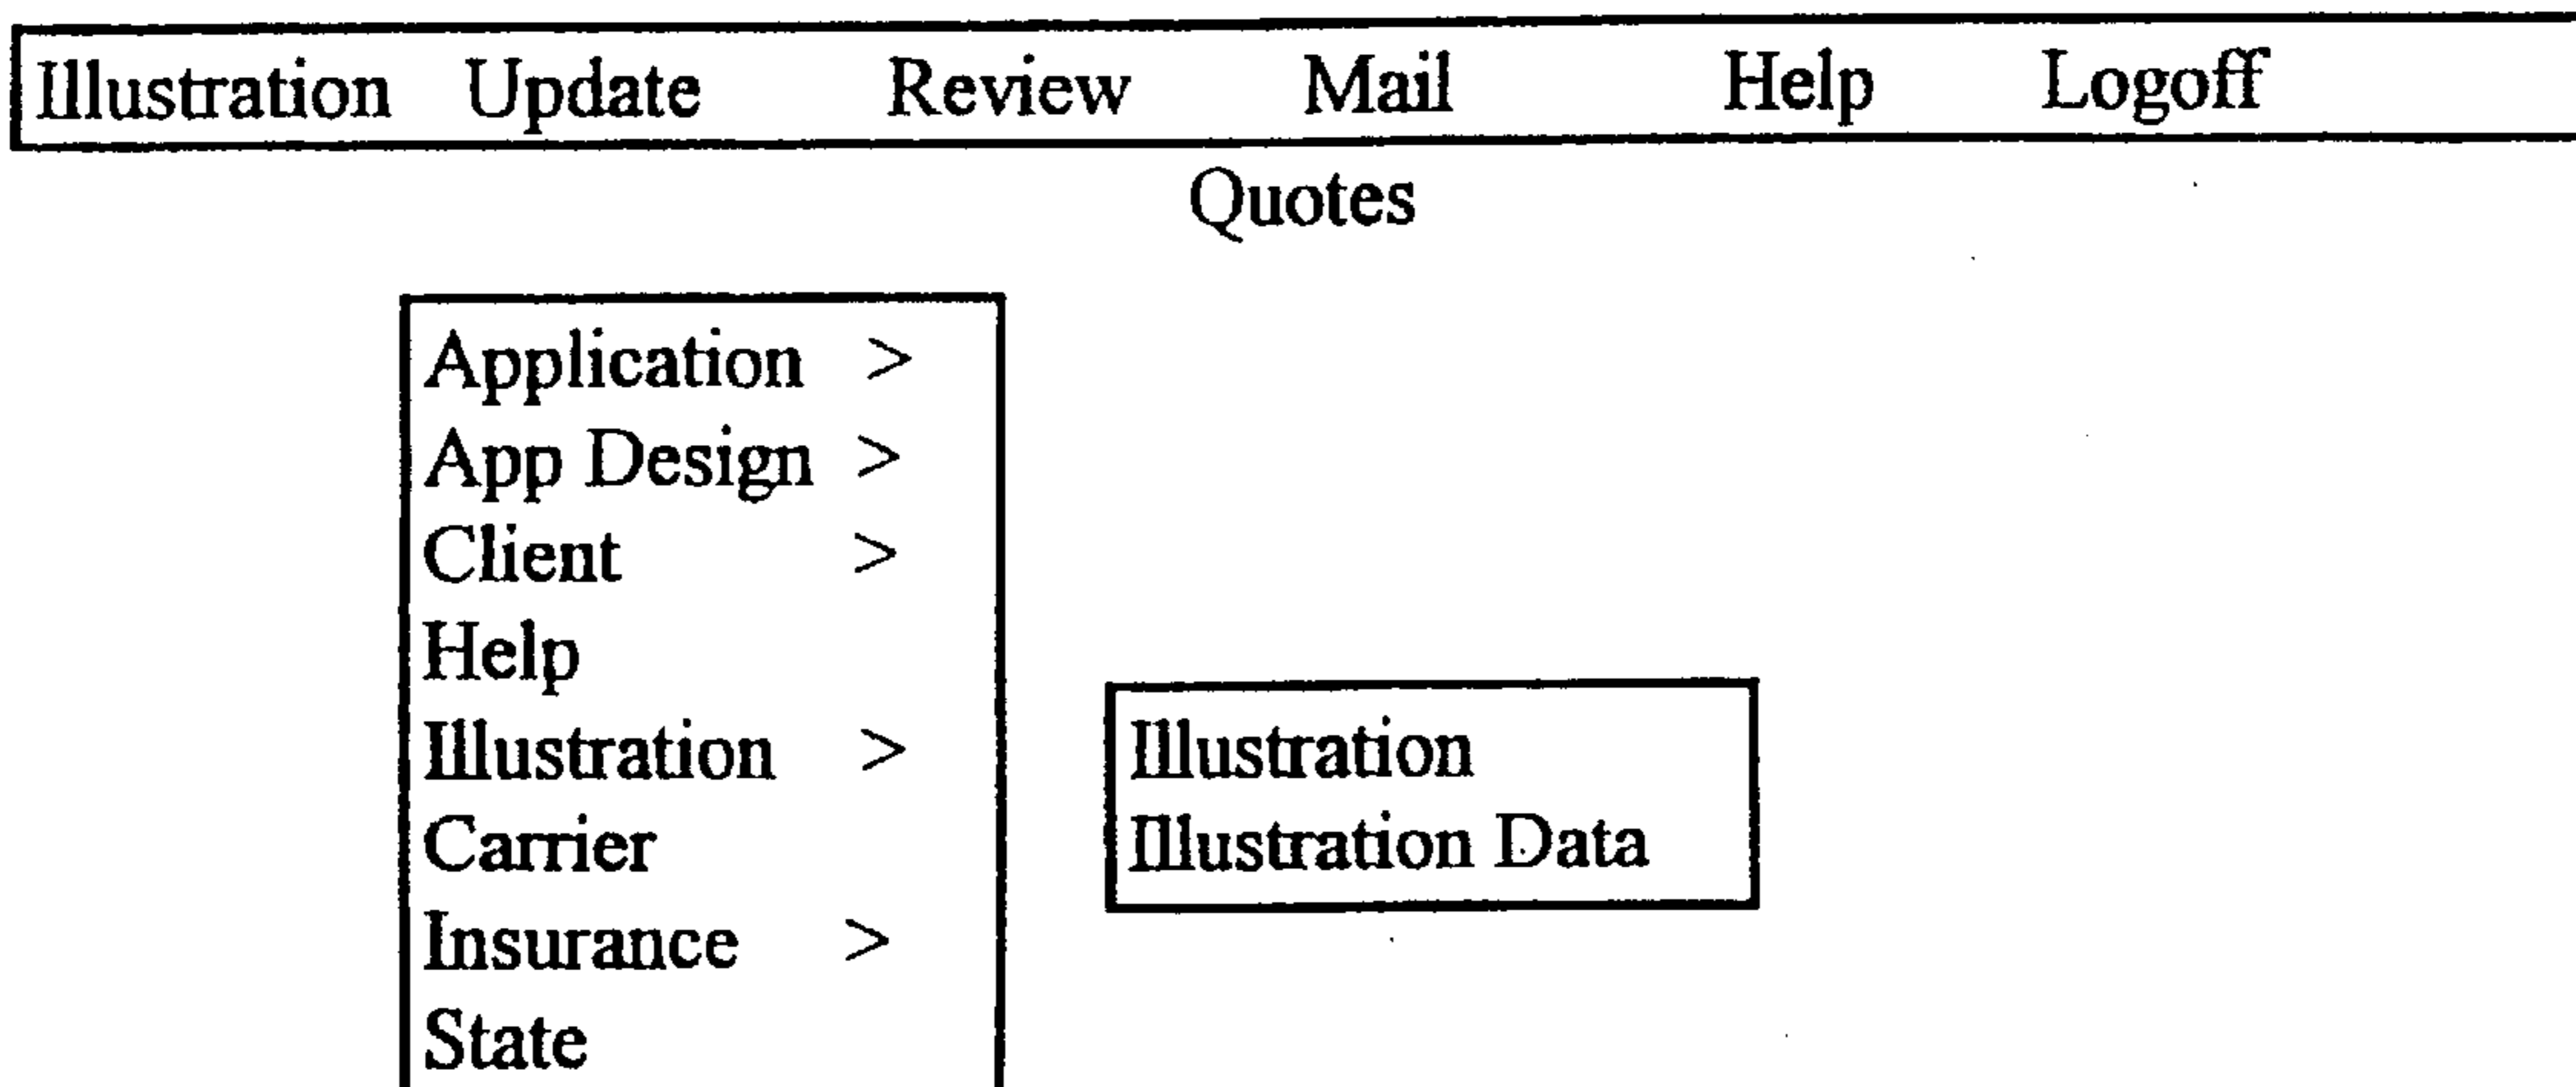 Illustration Update Review Mail Help Logoff
Quotes
Application >
App Design >
Client >
Help
Illustration >
Carrier
Insurance >
State
Illustration
Illustration Data